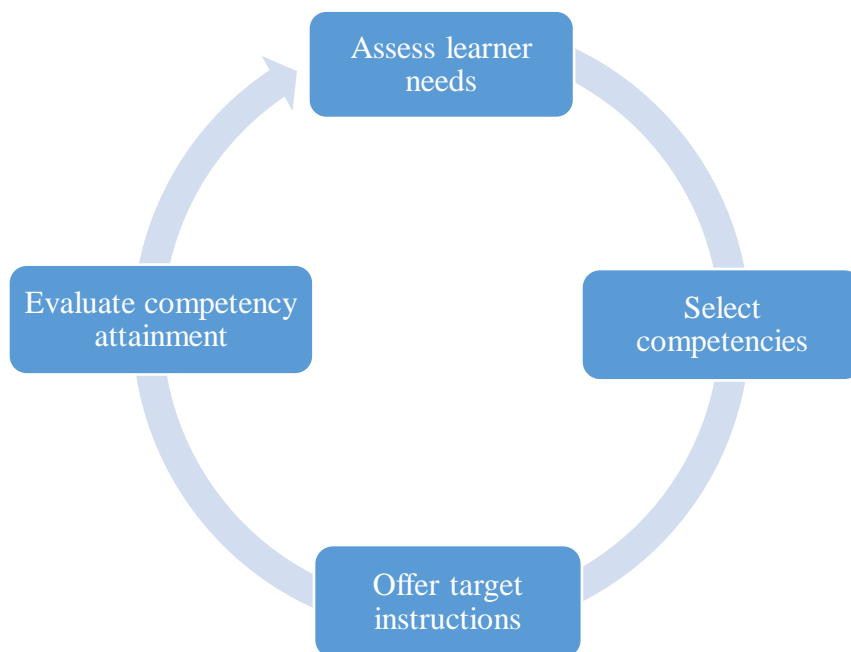 Assess learner
needs
Select
competencies
Offer target
instructions
Evaluate competency
attainment